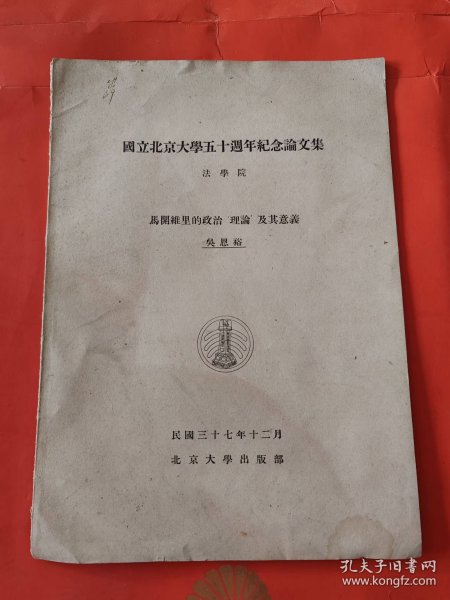 國立北京大學五十週年紀念論文集
法學院
馬開維里的政治‘理論’及其意義
吳恩裕
民國三十七年十二月
北京大學出版部
孔夫子旧书网
www.kongfz.com